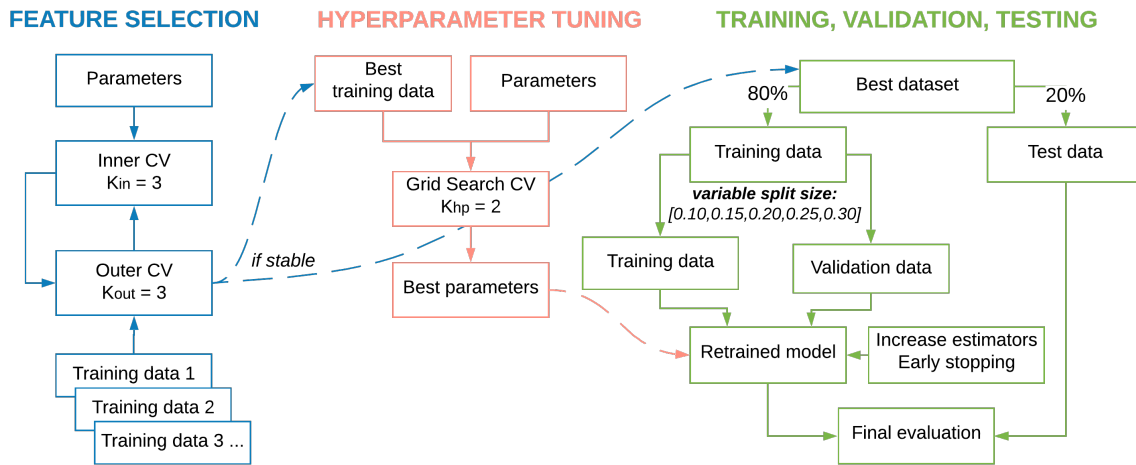 FEATURE SELECTION
Parameters
Inner CV
Kin = 3
Outer CV
Kout = 3
if stable
Training data 1
Training data 2
Training data 3 ...
HYPERPARAMETER TUNING
Best
training data
Parameters
Grid Search CV
Khp = 2
Best parameters
TRAINING, VALIDATION, TESTING
Best dataset
80%
20%
Training data
Test data
variable split size:
[0.10,0.15,0.20,0.25,0.30]
Training data
Validation data
Retrained model
Increase estimators
Early stopping
Final evaluation